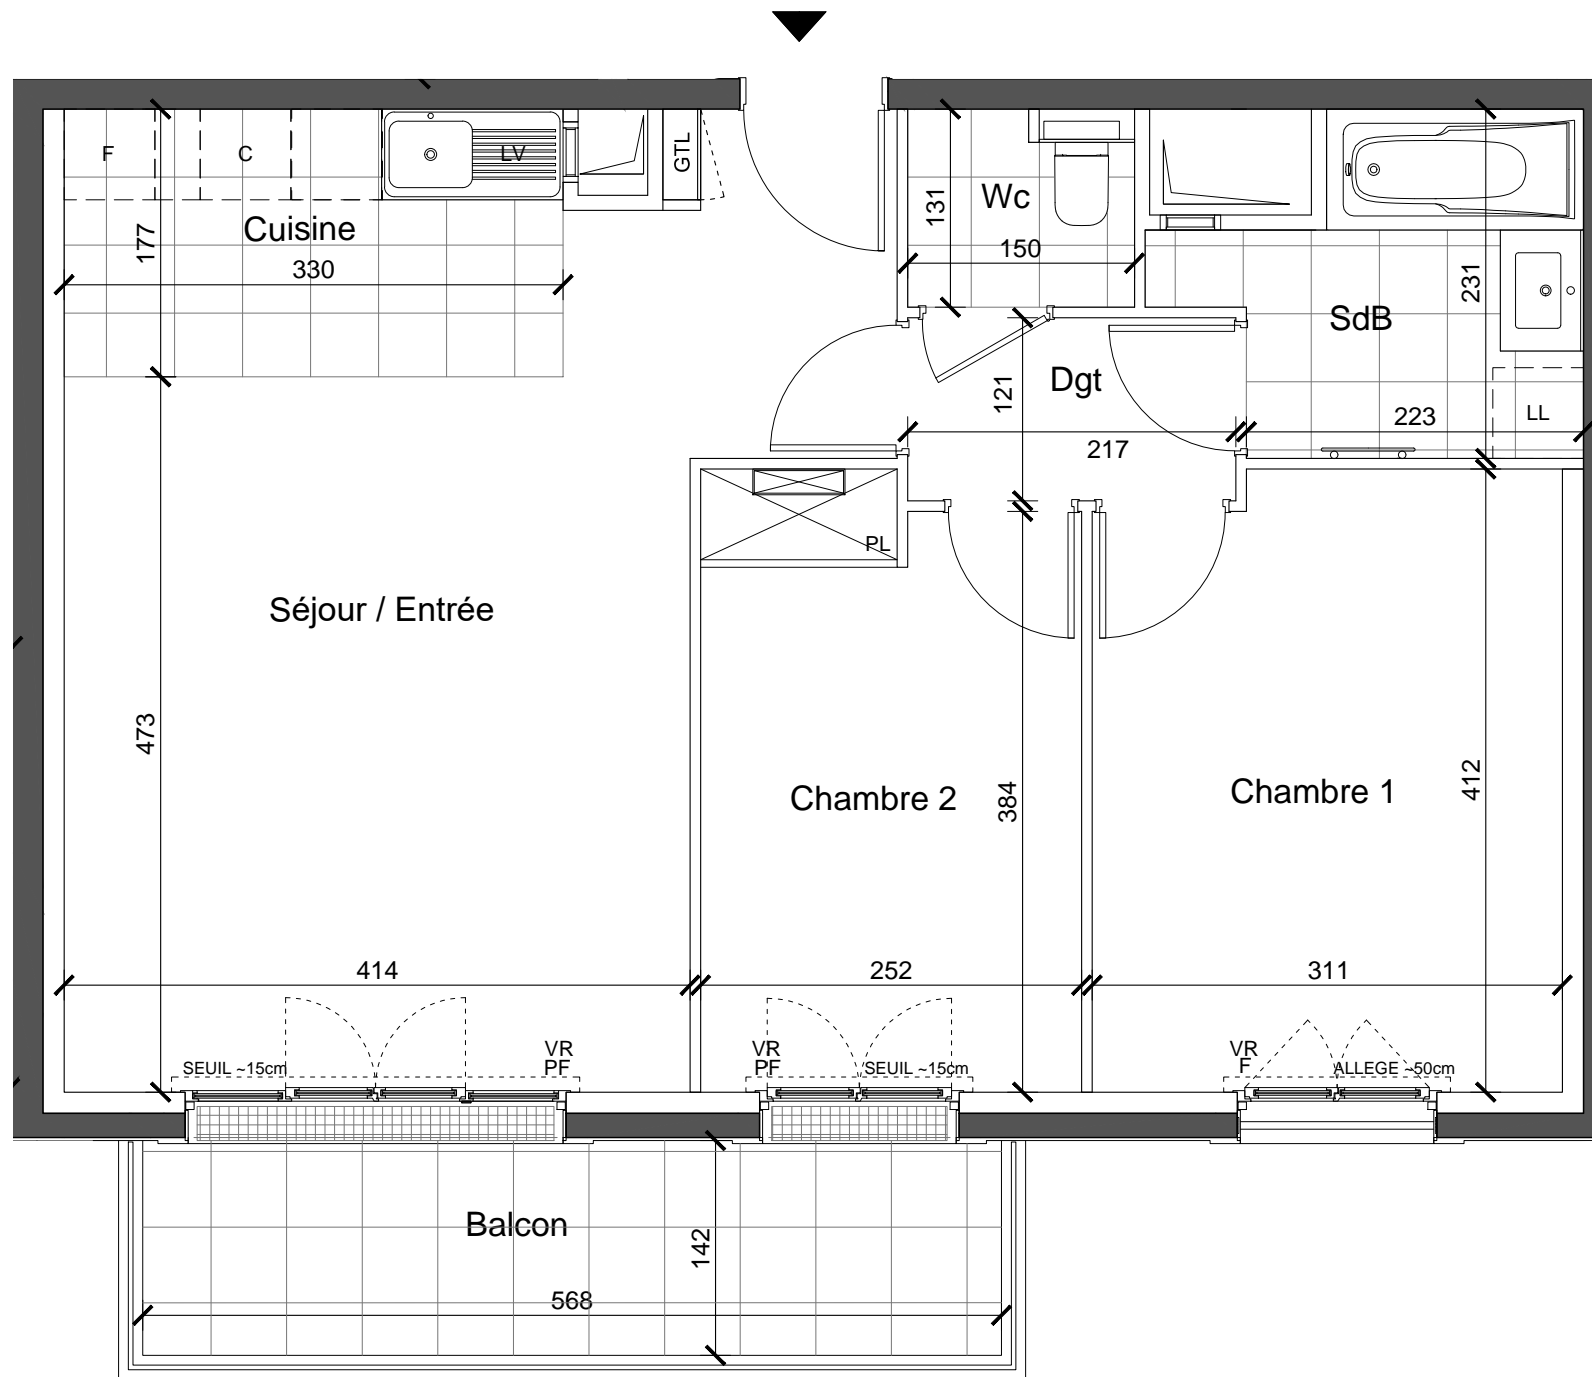 F
C
LV
GTL
Cuisine
177
330
Wc
131
150
SdB
231
Dgt
121
217
223
LL
PL
Séjour / Entrée
473
Chambre 2
384
Chambre 1
412
414
252
311
SEUIL ~15cm
VR
PF
VR
PF
SEUIL ~15cm
VR
F
ALLEGE ~50cm
Balcon
142
568